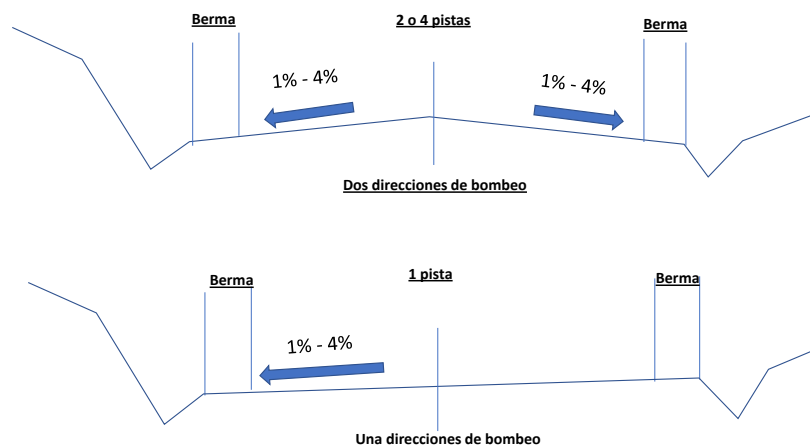 Berma
2 o 4 pistas
Berma
1% - 4%
1% - 4%
Dos direcciones de bombeo
Berma
1 pista
Berma
1% - 4%
Una direcciones de bombeo